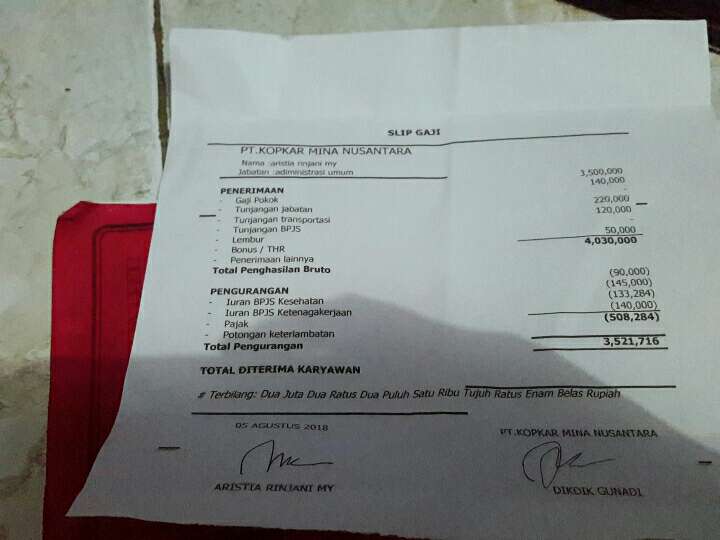 SLIP GAJI
PT.KOPKAR MINA NUSANTARA
Nama :aristia rinjani my
Jabatan :adiministrasi umum
PENERIMAAN
- Gaji Pokok 3,500,000
- Tunjangan jabatan 140,000
- Tunjangan transportasi -
- Tunjangan BPJS 220,000
- Lembur 120,000
- Bonus / THR -
- Penerimaan lainnya 50,000
Total Penghasilan Bruto 4,030,000
PENGURANGAN
- Iuran BPJS Kesehatan (90,000)
- Iuran BPJS Ketenagakerjaan (145,000)
- Pajak (133,284)
- Potongan keterlambatan (140,000)
Total Pengurangan (508,284)
TOTAL DITERIMA KARYAWAN 3,521,716
# Terbilang: Dua Juta Dua Ratus Dua Puluh Satu Ribu Tujuh Ratus Enam Belas Rupiah
05 AGUSTUS 2018 PT.KOPKAR MINA NUSANTARA
ARISTIA RINJANI MY DIKDIK GUNADI